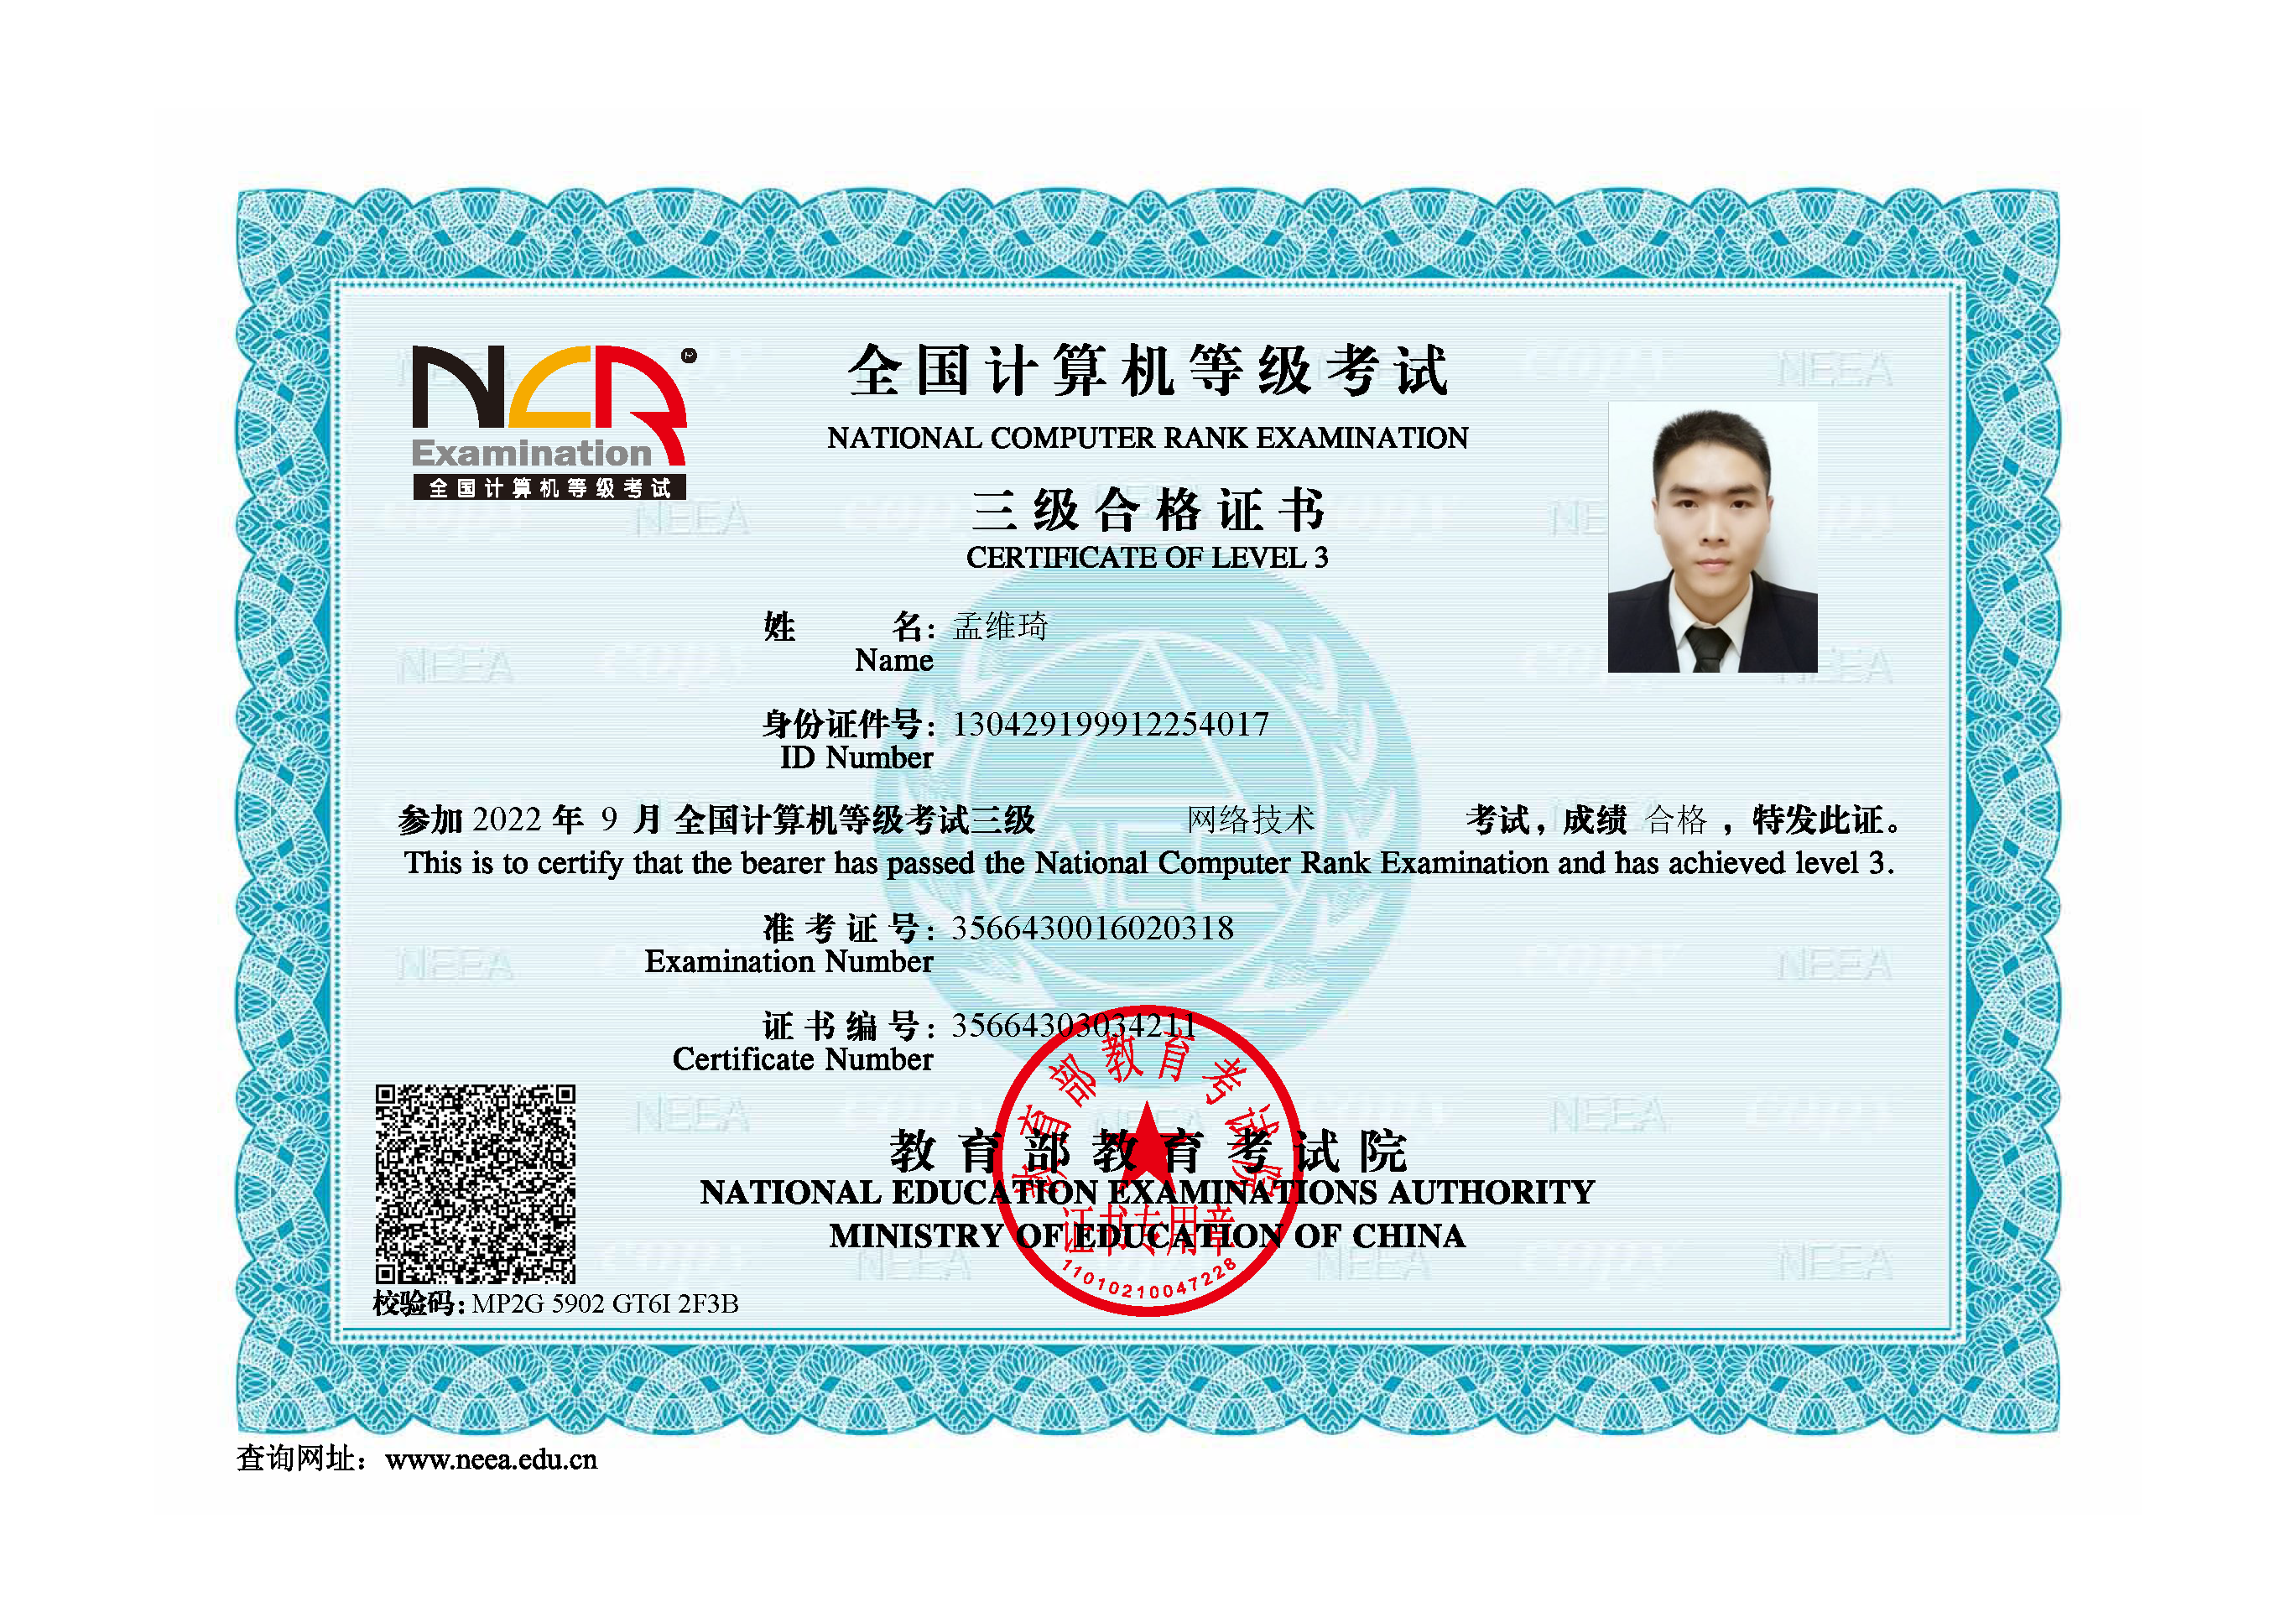 NCR
Examination
全国计算机等级考试
全国计算机等级考试
NATIONAL COMPUTER RANK EXAMINATION
三级合格证书
CERTIFICATE OF LEVEL 3
姓 名: 孟维琦
Name
身份证件号: 130429199912254017
ID Number
参加 2022 年 9 月 全国计算机等级考试三级 网络技术 考试, 成绩 合格 , 特发此证。
This is to certify that the bearer has passed the National Computer Rank Examination and has achieved level 3.
准考证号: 3566430016020318
Examination Number
证书编号: 35664303034211
Certificate Number
教育部教育考试院
NATIONAL EDUCATION EXAMINATIONS AUTHORITY
MINISTRY OF EDUCATION OF CHINA
教育部教育考试院
证书专用章
11010210047228
校验码: MP2G 5902 GT6I 2F3B
查询网址: www.neea.edu.cn